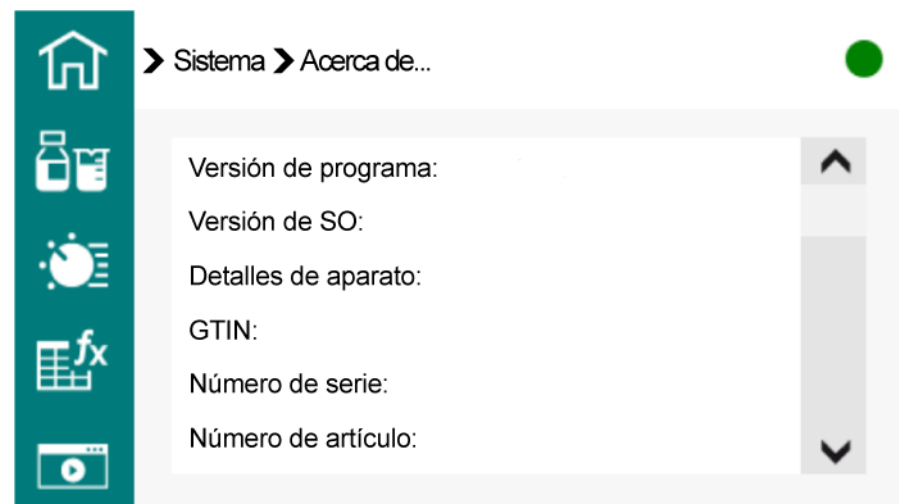 Sistema Acerca de...
Versión de programa:
Versión de SO:
Detalles de aparato:
GTIN:
Número de serie:
Número de artículo:
fx